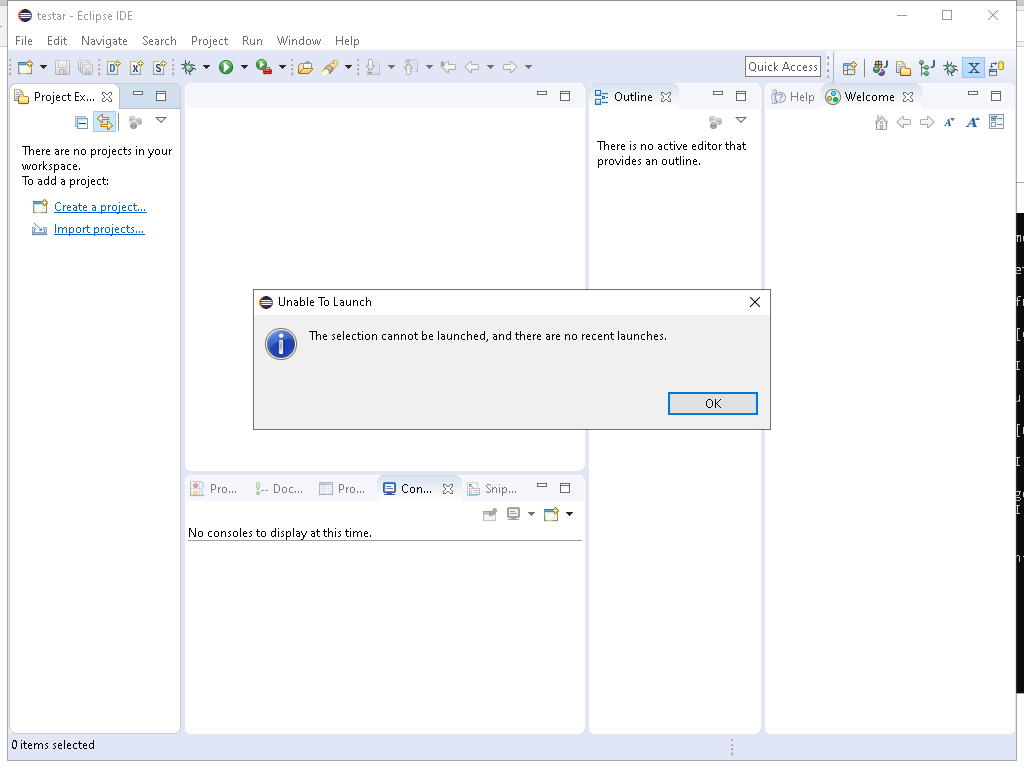 testar - Eclipse IDE
File Edit Navigate Search Project Run Window Help
Quick Access
Project Ex...
There are no projects in your
workspace.
To add a project:
Create a project...
Import projects...
Outline
There is no active editor that
provides an outline.
Help
Welcome
Unable To Launch
The selection cannot be launched, and there are no recent launches.
OK
Pro...
Doc...
Pro...
Con...
Snip...
No consoles to display at this time.
0 items selected